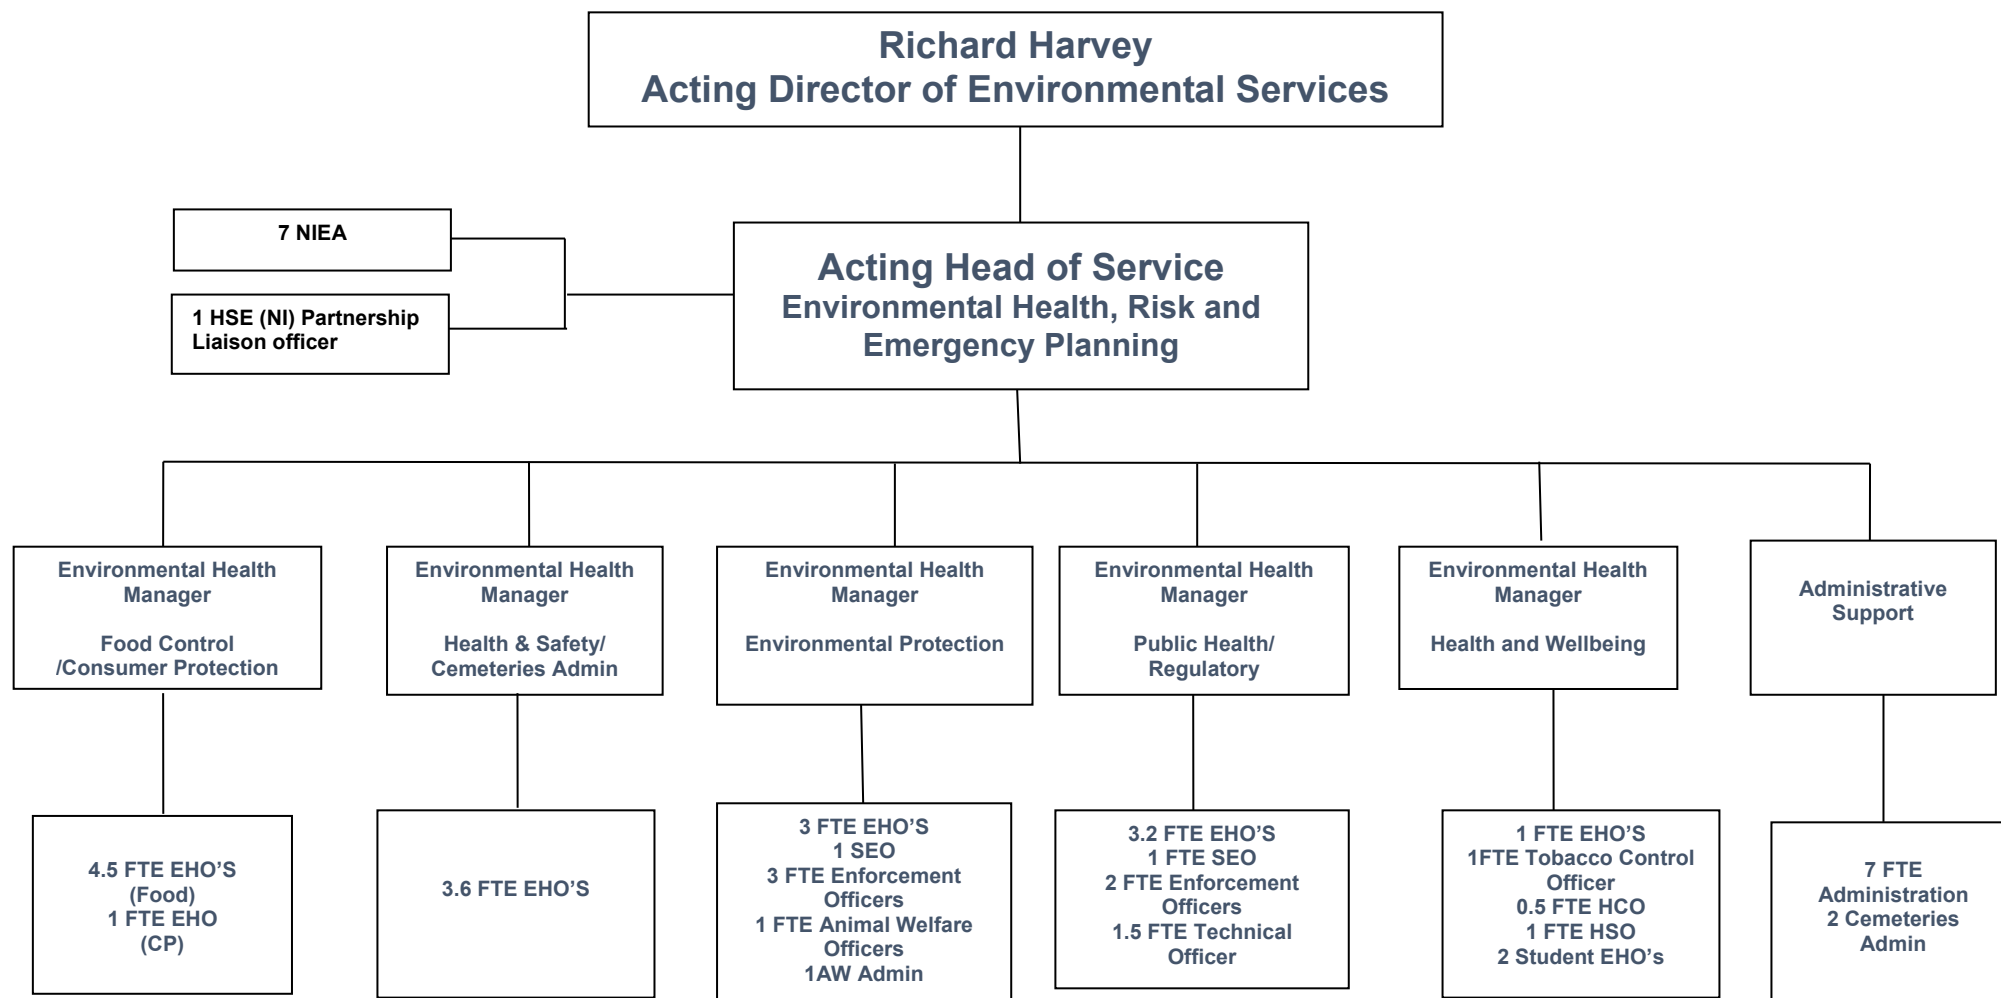 Richard Harvey
Acting Director of Environmental Services
7 NIEA
1 HSE (NI) Partnership
Liaison officer
Acting Head of Service
Environmental Health, Risk and
Emergency Planning
Environmental Health
Manager
Food Control
/Consumer Protection
Environmental Health
Manager
Health & Safety/
Cemeteries Admin
Environmental Health
Manager
Environmental Protection
Environmental Health
Manager
Public Health/
Regulatory
Environmental Health
Manager
Health and Wellbeing
Administrative
Support
4.5 FTE EHO’S
(Food)
1 FTE EHO
(CP)
3.6 FTE EHO’S
3 FTE EHO’S
1 SEO
3 FTE Enforcement
Officers
1 FTE Animal Welfare
Officers
1AW Admin
3.2 FTE EHO’S
1 FTE SEO
2 FTE Enforcement
Officers
1.5 FTE Technical
Officer
1 FTE EHO’S
1FTE Tobacco Control
Officer
0.5 FTE HCO
1 FTE HSO
2 Student EHO’s
7 FTE
Administration
2 Cemeteries
Admin